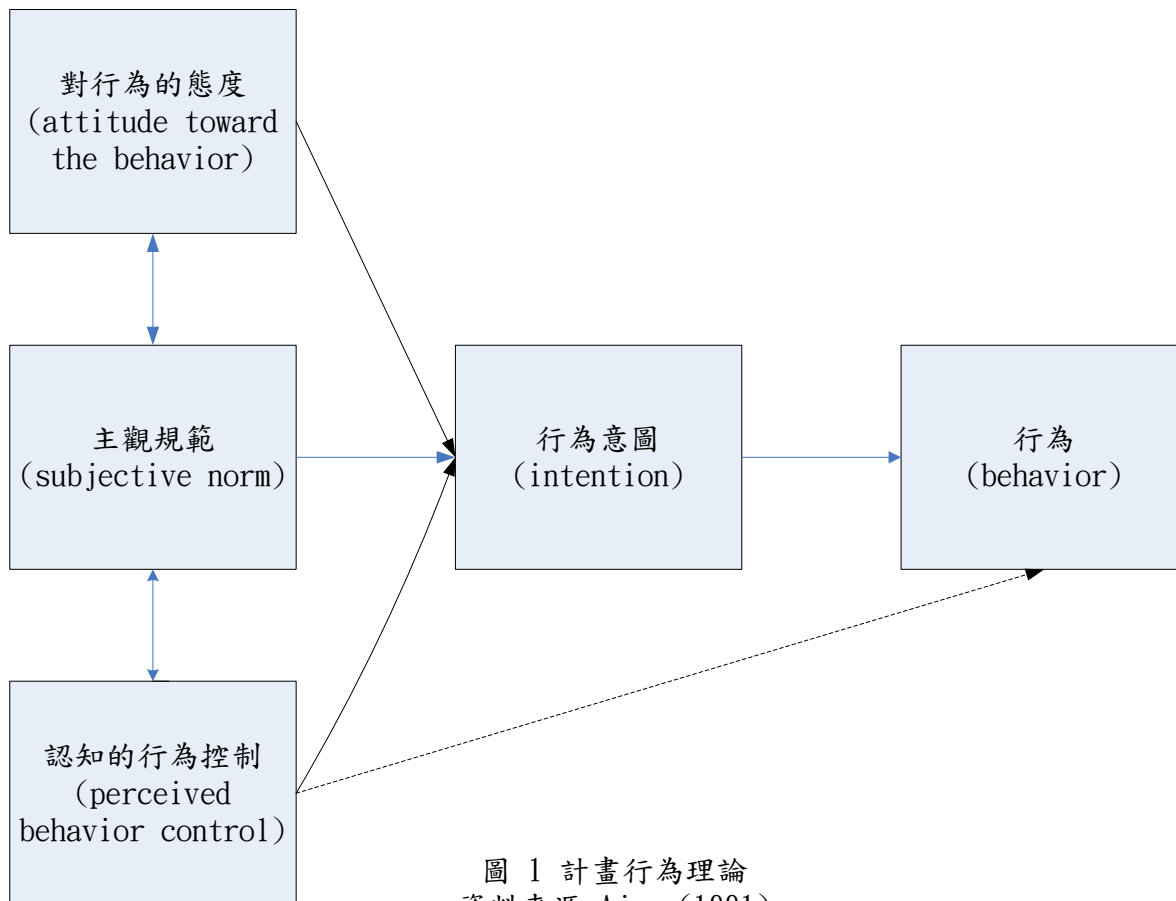 對行為的態度
(attitude toward
the behavior)
主觀規範
(subjective norm)
行為意圖
(intention)
行為
(behavior)
認知的行為控制
(perceived
behavior control)
圖 1 計畫行為理論